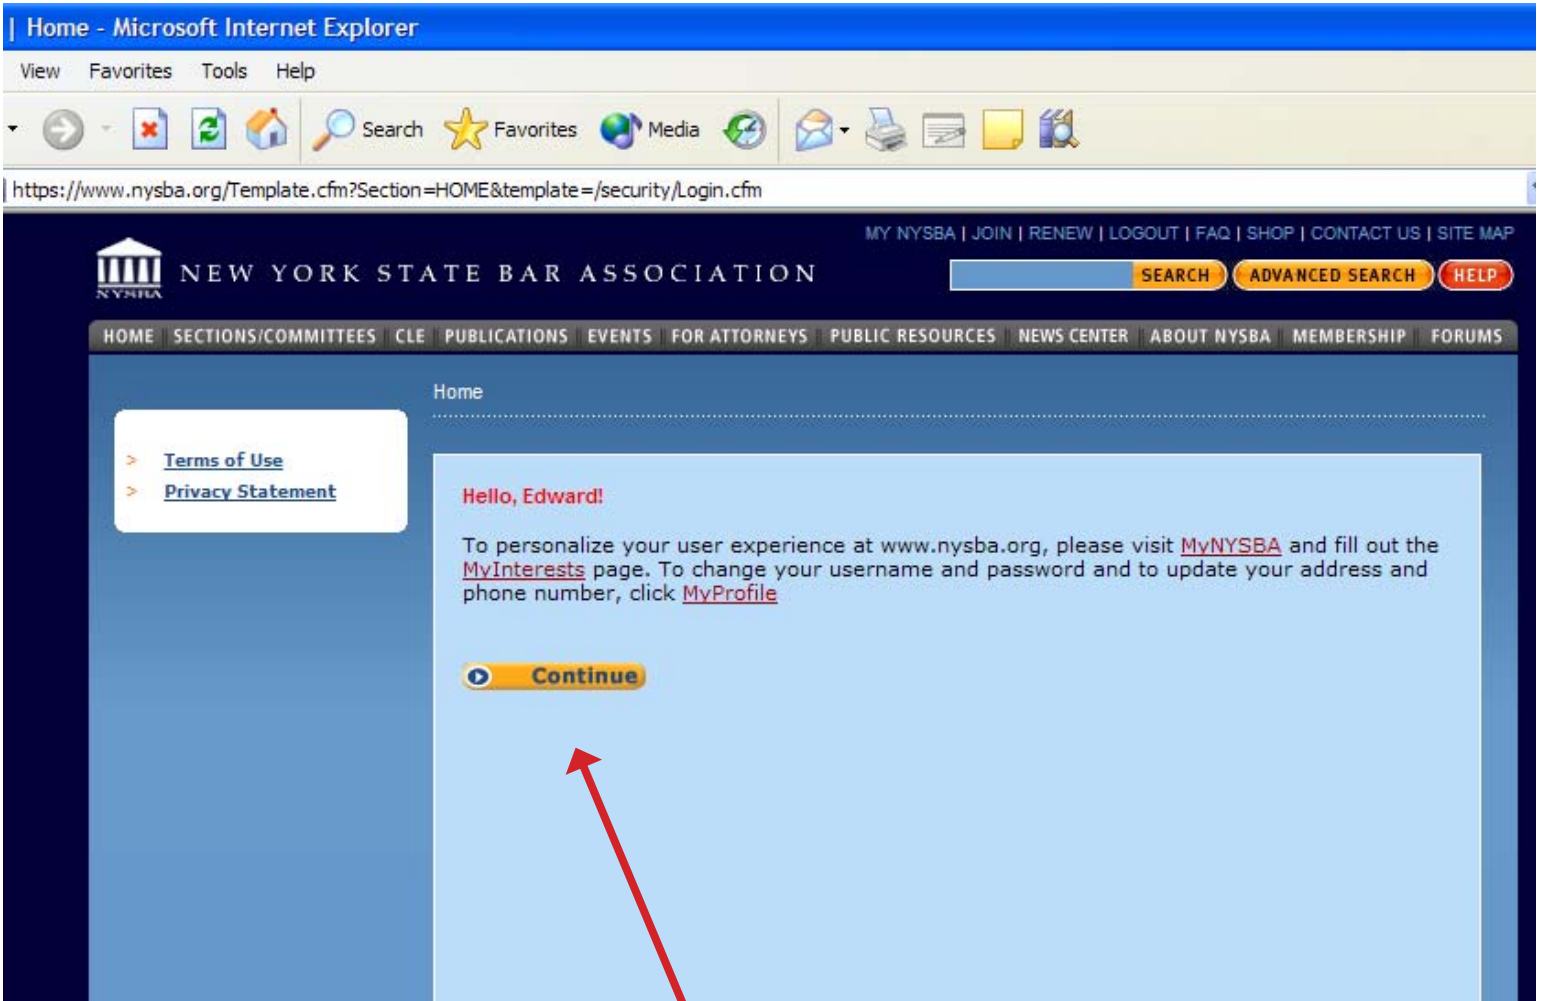 | Home - Microsoft Internet Explorer
View Favorites Tools Help
Search Favorites Media
https://www.nysba.org/Template.cfm?Section=HOME&template=/security/Login.cfm
MY NYSBA | JOIN | RENEW | LOGOUT | FAQ | SHOP | CONTACT US | SITE MAP
NYSBA
NEW YORK STATE BAR ASSOCIATION
SEARCH ADVANCED SEARCH HELP
HOME SECTIONS/COMMITTEES CLE PUBLICATIONS EVENTS FOR ATTORNEYS PUBLIC RESOURCES NEWS CENTER ABOUT NYSBA MEMBERSHIP FORUMS
Home
> Terms of Use
> Privacy Statement
Hello, Edward!
To personalize your user experience at www.nysba.org, please visit MyNYSBA and fill out the
MyInterests page. To change your username and password and to update your address and
phone number, click MyProfile
Continue